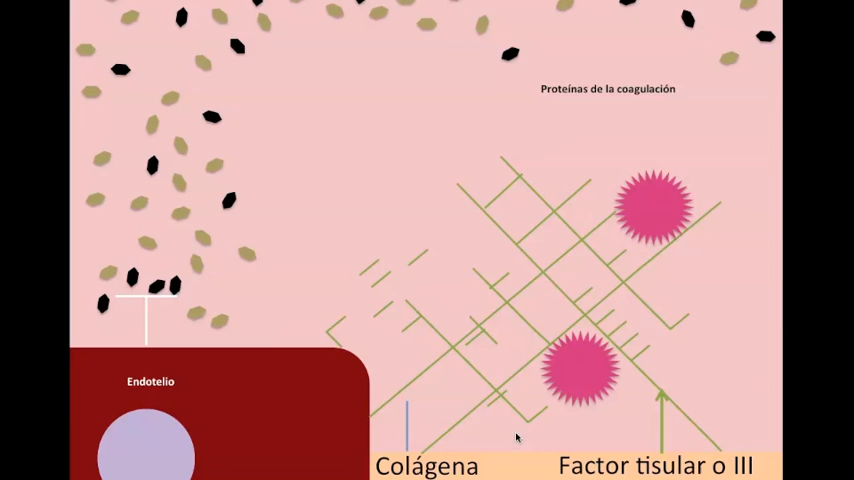 Proteínas de la coagulación
Endotelio
Colágena
Factor tisular o III